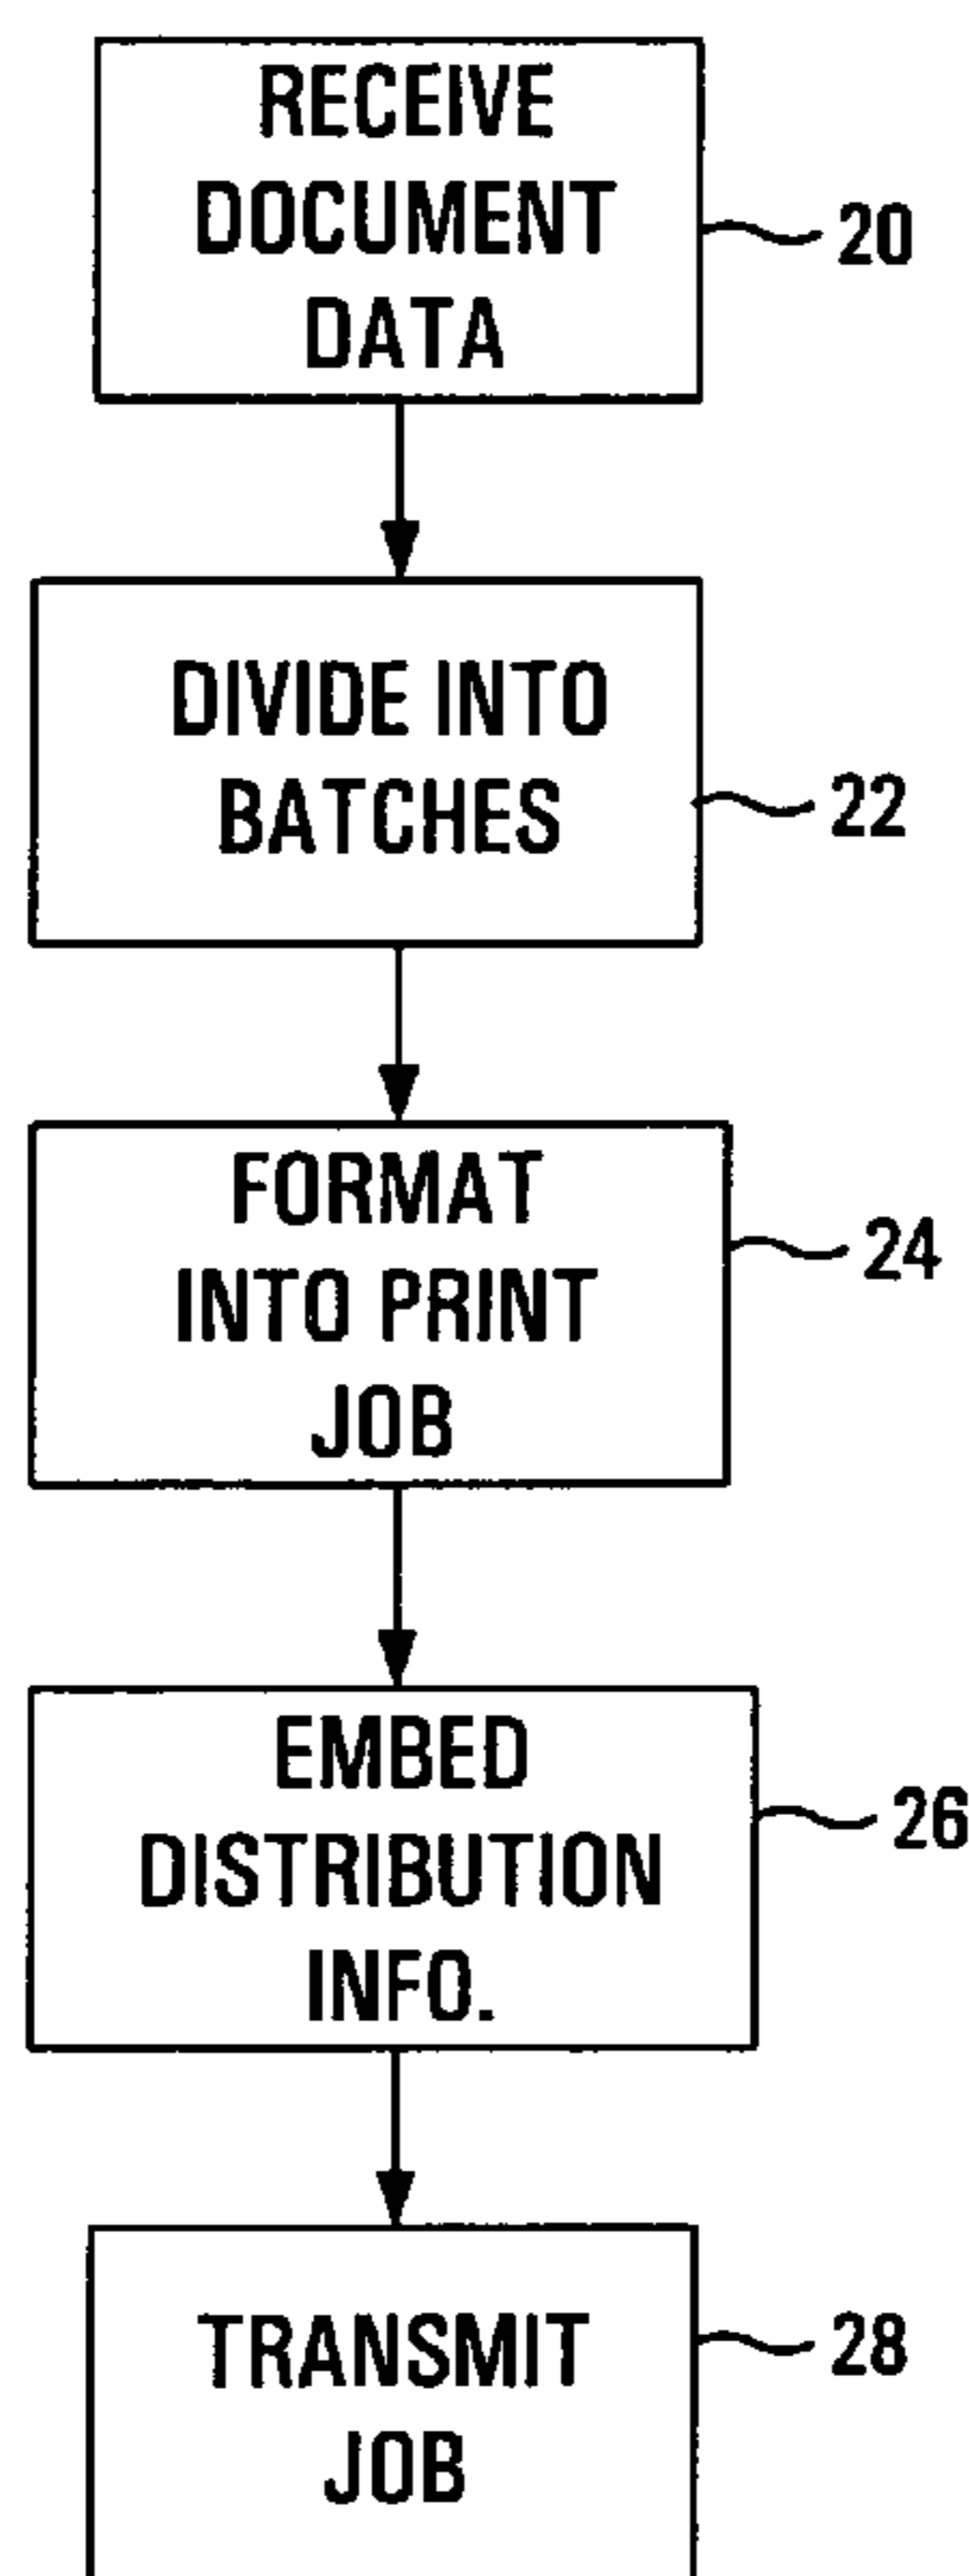 RECEIVE
DOCUMENT
DATA
20
DIVIDE INTO
BATCHES
22
FORMAT
INTO PRINT
JOB
24
EMBED
DISTRIBUTION
INFO.
26
TRANSMIT
JOB
28